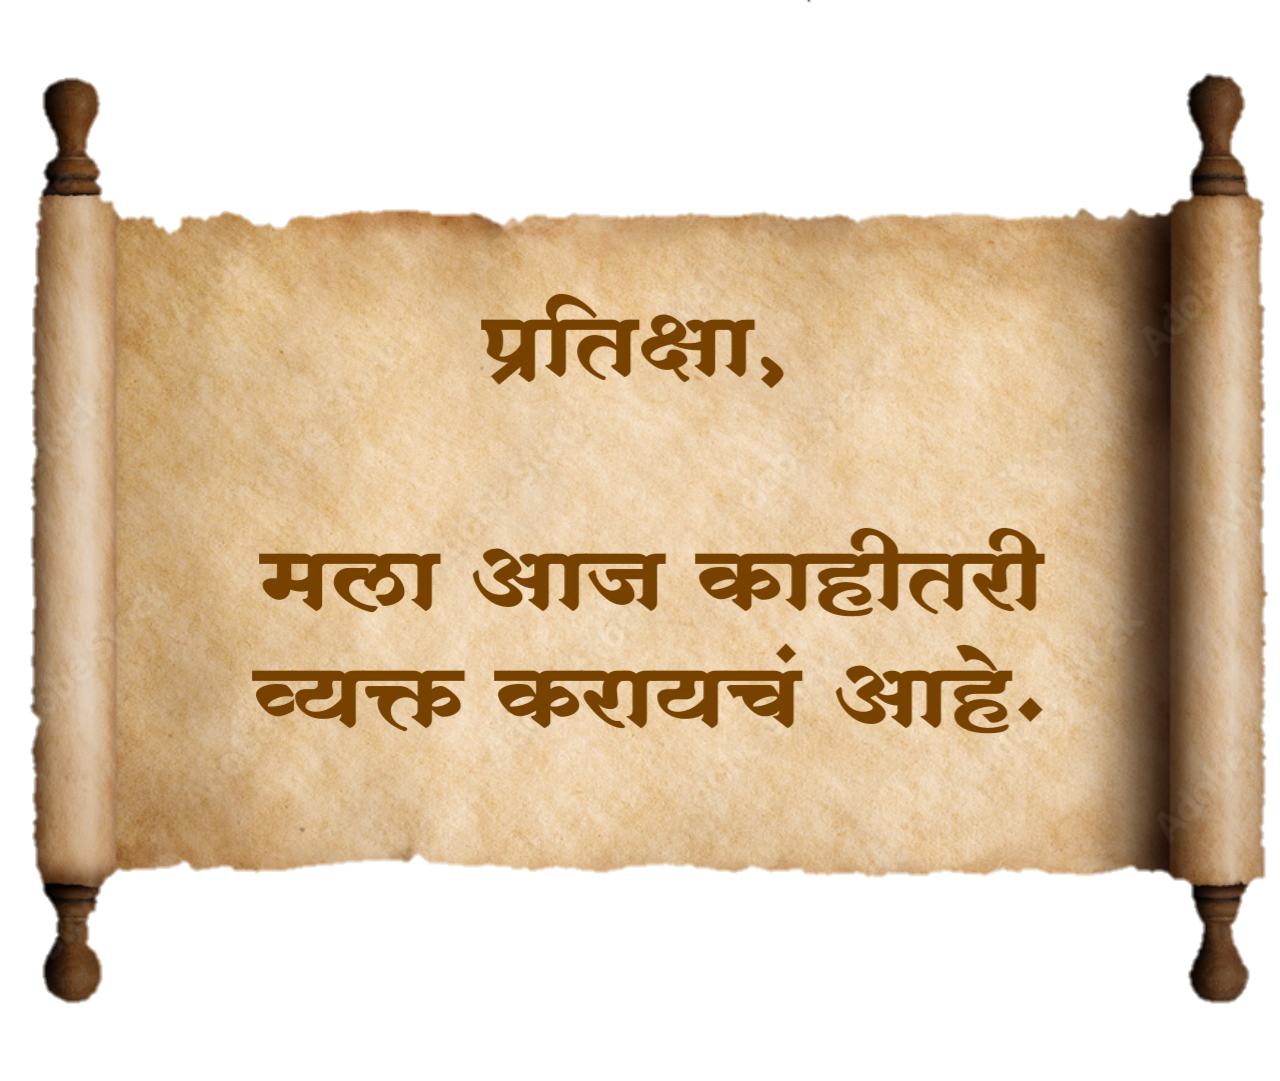 प्रतिक्षा,
मला आज काहीतरी
व्यक्त करायचं आहे.